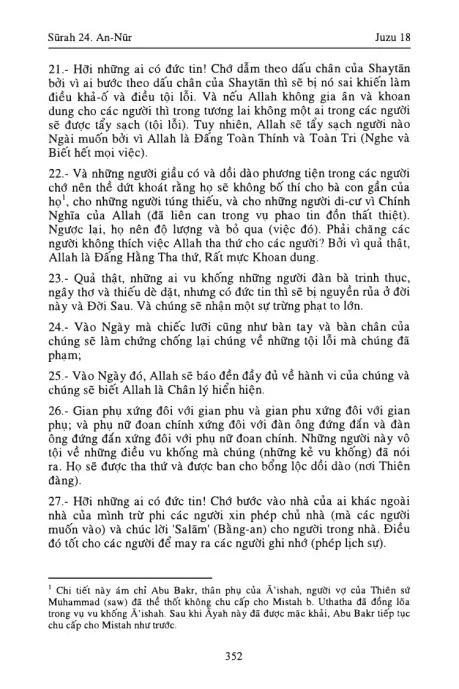 Sūrah 24. An-Nūr
Juzu 18
21.- Hỡi những ai có đức tin! Chớ dẫm theo dấu chân của Shaytān
bởi vì ai bước theo dấu chân của Shaytān thì sẽ bị nó sai khiến làm
điều khả-ố và điều tội lỗi. Và nếu Allah không gia ân và khoan
dung cho các người thì trong tương lai không một ai trong các người
sẽ được tẩy sạch (tội lỗi). Tuy nhiên, Allah sẽ tẩy sạch người nào
Ngài muốn bởi vì Allah là Đấng Toàn Thính và Toàn Tri (Nghe và
Biết hết mọi việc).
22.- Và những người giầu có và dồi dào phương tiện trong các người
chớ nên thề dứt khoát rằng họ sẽ không bố thí cho bà con gần của
họ¹, cho những người túng thiếu, và cho những người di-cư vì Chính
Nghĩa của Allah (đã liên can trong vụ phao tin đồn thất thiệt).
Ngược lại, họ nên độ lượng và bỏ qua (việc đó). Phải chăng các
người không thích việc Allah tha thứ cho các người? Bởi vì quả thật,
Allah là Đấng Hằng Tha thứ, Rất mực Khoan dung.
23.- Quả thật, những ai vu khống những người đàn bà trinh thục,
ngây thơ và thiếu dè dặt, nhưng có đức tin thì sẽ bị nguyền rủa ở đời
này và Đời Sau. Và chúng sẽ nhận một sự trừng phạt to lớn.
24.- Vào Ngày mà chiếc lưỡi cũng như bàn tay và bàn chân của
chúng sẽ làm chứng chống lại chúng về những tội lỗi mà chúng đã
phạm;
25.- Vào Ngày đó, Allah sẽ báo đền đầy đủ về hành vi của chúng và
chúng sẽ biết Allah là Chân lý hiển hiện.
26.- Gian phụ xứng đôi với gian phu và gian phu xứng đôi với gian
phụ; và phụ nữ đoan chính xứng đôi với đàn ông đứng đắn và đàn
ông đứng đắn xứng đôi với phụ nữ đoan chính. Những người này vô
tội về những điều vu khống mà chúng (những kẻ vu khống) đã nói
ra. Họ sẽ được tha thứ và được ban cho bổng lộc dồi dào (nơi Thiên
đàng).
27.- Hỡi những ai có đức tin! Chớ bước vào nhà của ai khác ngoài
nhà của mình trừ phi các người xin phép chủ nhà (mà các người
muốn vào) và chúc lời 'Salām' (Bằng-an) cho người trong nhà. Điều
đó tốt cho các người để may ra các người ghi nhớ (phép lịch sự).
¹ Chi tiết này ám chỉ Abu Bakr, thân phụ của Ā'ishah, người vợ của Thiên sứ
Muhammad (saw) đã thề thốt không chu cấp cho Mistah b. Uthatha đã đồng lõa
trong vụ vu khống Ā'ishah. Sau khi Āyah này đã được mặc khải, Abu Bakr tiếp tục
chu cấp cho Mistah như trước.
352